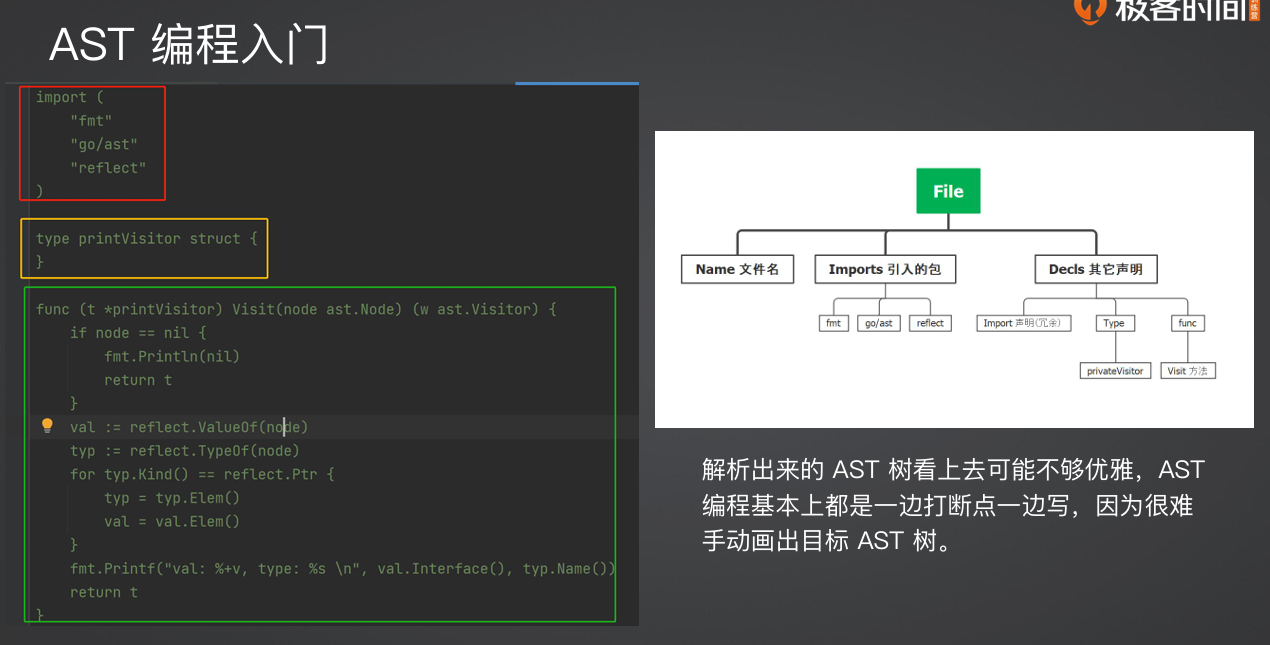 极客时间
AST 编程入门
import (
"fmt"
"go/ast"
"reflect"
)
type printVisitor struct {
}
func (t *printVisitor) Visit(node ast.Node) (w ast.Visitor) {
if node == nil {
fmt.Println(nil)
return t
}
val := reflect.ValueOf(node)
typ := reflect.TypeOf(node)
for typ.Kind() == reflect.Ptr {
typ = typ.Elem()
val = val.Elem()
}
fmt.Printf("val: %+v, type: %s \n", val.Interface(), typ.Name())
return t
}
File
Name 文件名
Imports 引入的包
Decls 其它声明
fmt
go/ast
reflect
Import 声明(冗余)
Type
func
privateVisitor
Visit 方法
解析出来的 AST 树看上去可能不够优雅，AST
编程基本上都是一边打断点一边写，因为很难
手动画出目标 AST 树。